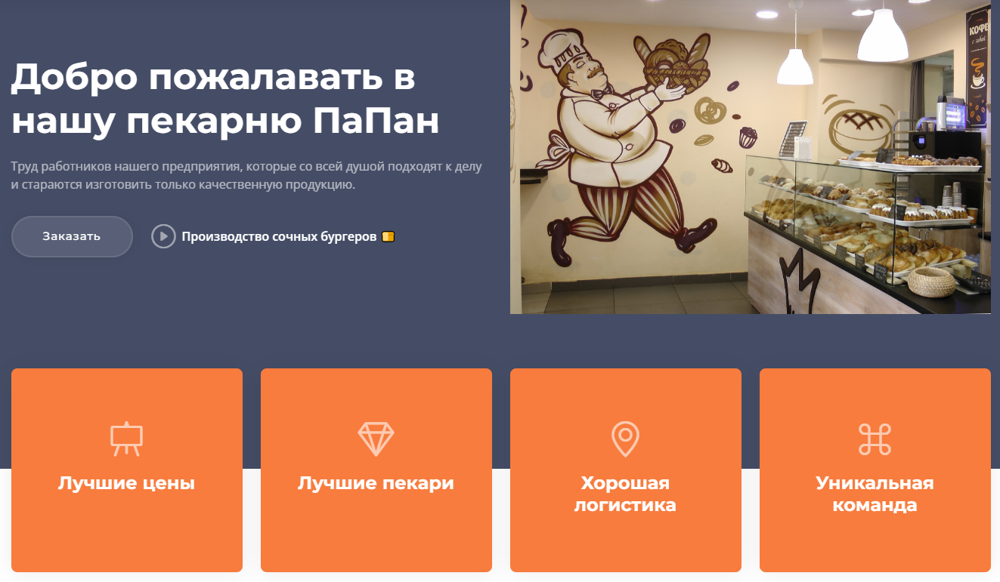 Добро пожалавать в
нашу пекарню ПаПан
Труд работников нашего предприятия, которые со всей душой подходят к делу
и стараются изготовить только качественную продукцию.
Заказать
Производство сочных бургеров
КОФЕ
с собой
Лучшие цены
Лучшие пекари
Хорошая
логистика
Уникальная
команда